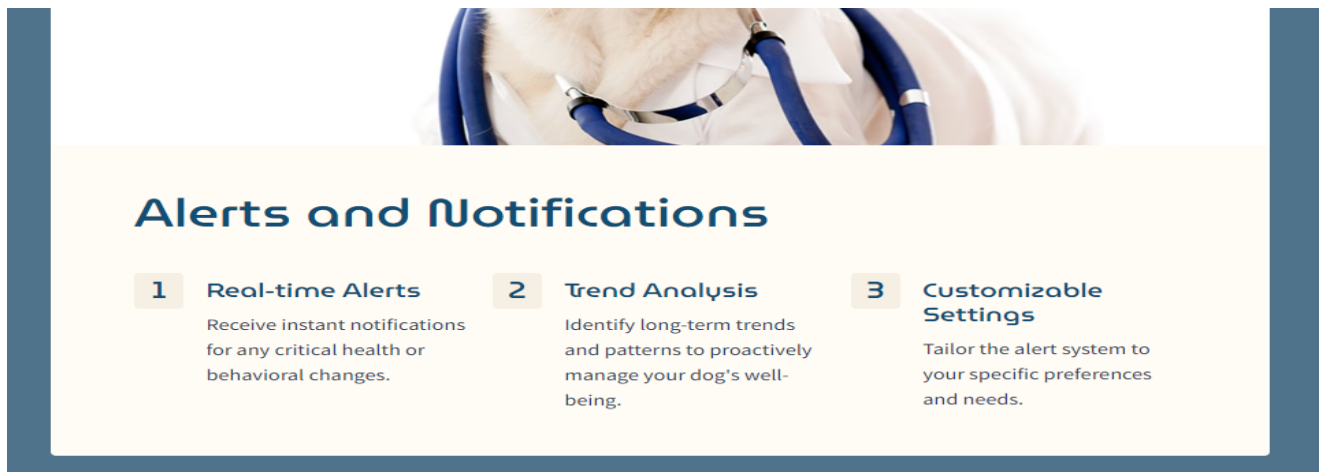 Alerts and Notifications
1
Real-time Alerts
Receive instant notifications
for any critical health or
behavioral changes.
2
Trend Analysis
Identify long-term trends
and patterns to proactively
manage your dog's well-
being.
3
Customizable
Settings
Tailor the alert system to
your specific preferences
and needs.